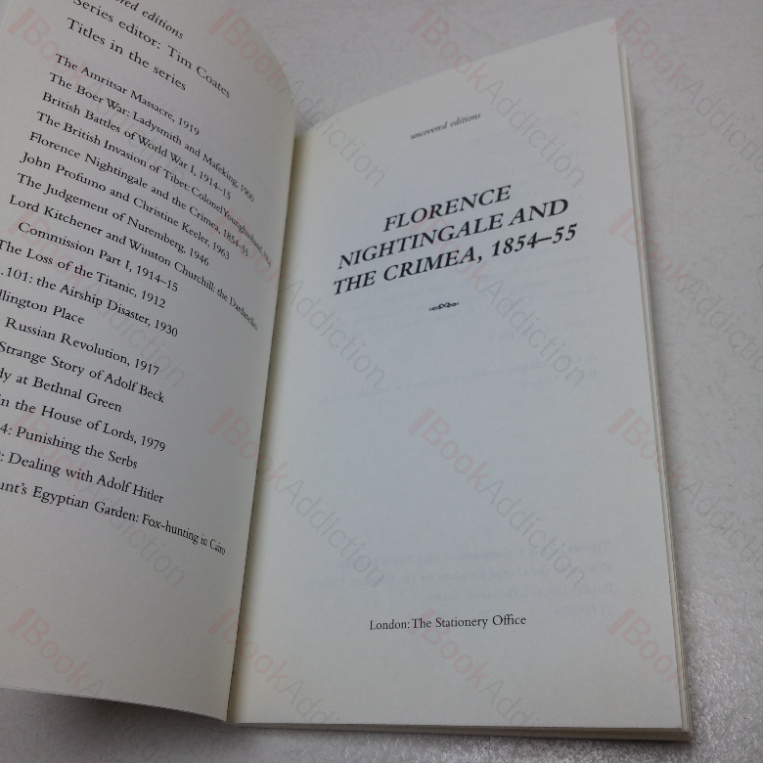 ered editions
Series editor: Tim Coates
Titles in the series
The Amritsar Massacre, 1919
The Boer War: Ladysmith and Mafeking, 1900
British Battles of World War I, 1914–15
The British Invasion of Tibet: Colonel Younghusband, 1904
Florence Nightingale and the Crimea, 1854–55
John Profumo and Christine Keeler, 1963
The Judgement of Nuremberg, 1946
Lord Kitchener and Winston Churchill: the Dardanelles
Commission Part I, 1914–15
The Loss of the Titanic, 1912
.101: the Airship Disaster, 1930
llington Place
Russian Revolution, 1917
Strange Story of Adolf Beck
dy at Bethnal Green
in the House of Lords, 1979
4: Punishing the Serbs
: Dealing with Adolf Hitler
unt's Egyptian Garden: Fox-hunting in Cairo
uncovered editions
FLORENCE
NIGHTINGALE AND
THE CRIMEA, 1854–55
London: The Stationery Office
BookAddiction